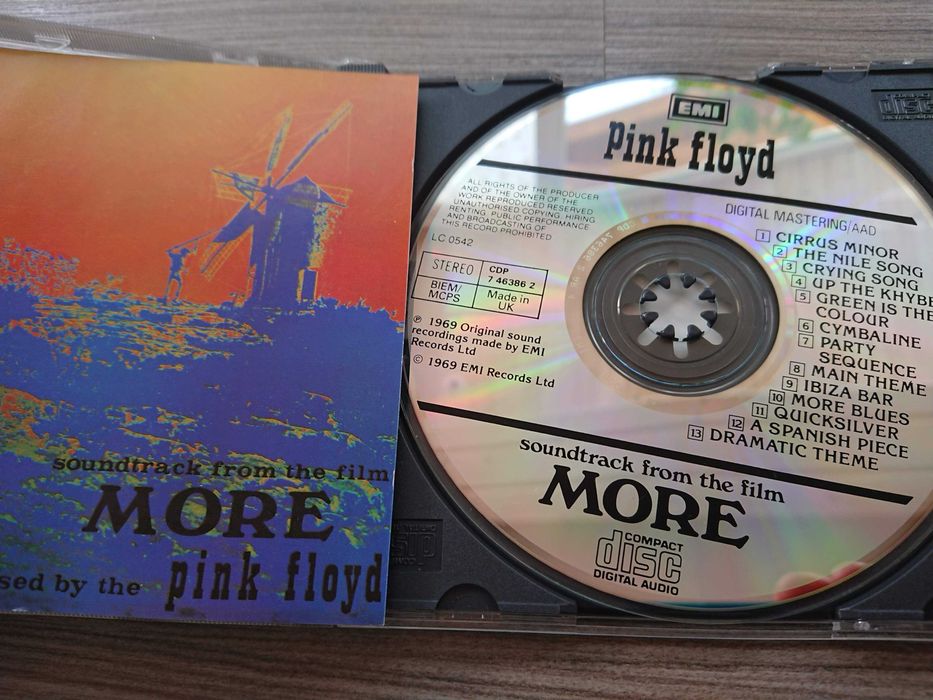 soundtrack from the film
MORE
sed by the pink floyd
EMI
pink floyd
ALL RIGHTS OF THE PRODUCER
AND OF THE OWNER OF THE
WORK REPRODUCED RESERVED
UNAUTHORISED COPYING, HIRING
RENTING, PUBLIC PERFORMANCE
AND BROADCASTING OF
THIS RECORD PROHIBITED
LC 0542
STEREO
CDP
7 46386 2
BIEM/
MCPS
Made in
UK
℗ 1969 Original sound
recordings made by EMI
Records Ltd
© 1969 EMI Records Ltd
DIGITAL MASTERING/AAD
1 CIRRUS MINOR
2 THE NILE SONG
3 CRYING SONG
4 UP THE KHYBE
5 GREEN IS THE
COLOUR
6 CYMBALINE
7 PARTY
SEQUENCE
8 MAIN THEME
9 IBIZA BAR
10 MORE BLUES
11 QUICKSILVER
12 A SPANISH PIECE
13 DRAMATIC THEME
soundtrack from the film
MORE
COMPACT
disc
DIGITAL AUDIO
disc